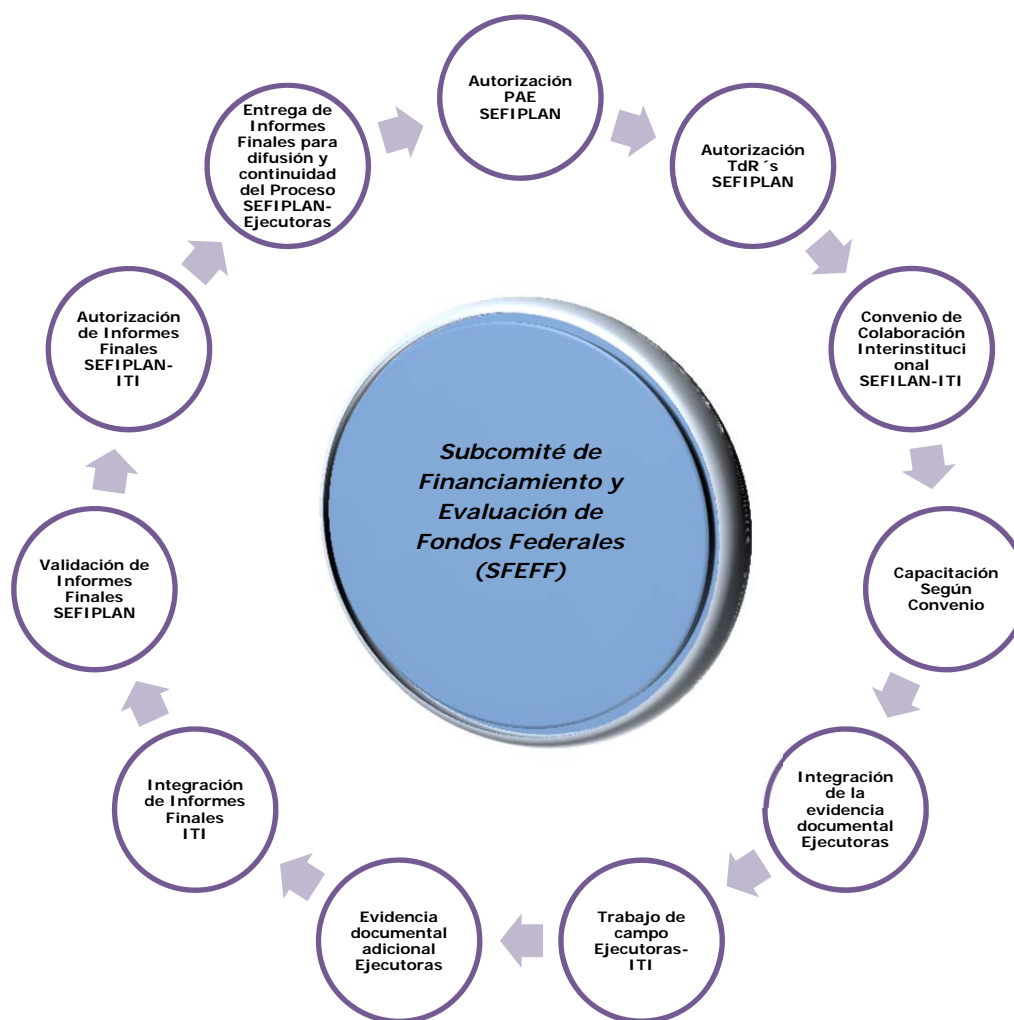 Autorización
PAE
SEFIPLAN
Autorización
TdR´s
SEFIPLAN
Convenio de
Colaboración
Interinstituci
onal
SEFILAN-ITI
Capacitación
Según
Convenio
Integración
de la
evidencia
documental
Ejecutoras
Trabajo de
campo
Ejecutoras-
ITI
Evidencia
documental
adicional
Ejecutoras
Integración
de Informes
Finales
ITI
Validación de
Informes
Finales
SEFIPLAN
Autorización
de Informes
Finales
SEFIPLAN-
ITI
Entrega de
Informes
Finales para
difusión y
continuidad
del Proceso
SEFIPLAN-
Ejecutoras
Subcomité de
Financiamiento y
Evaluación de
Fondos Federales
(SFEFF)